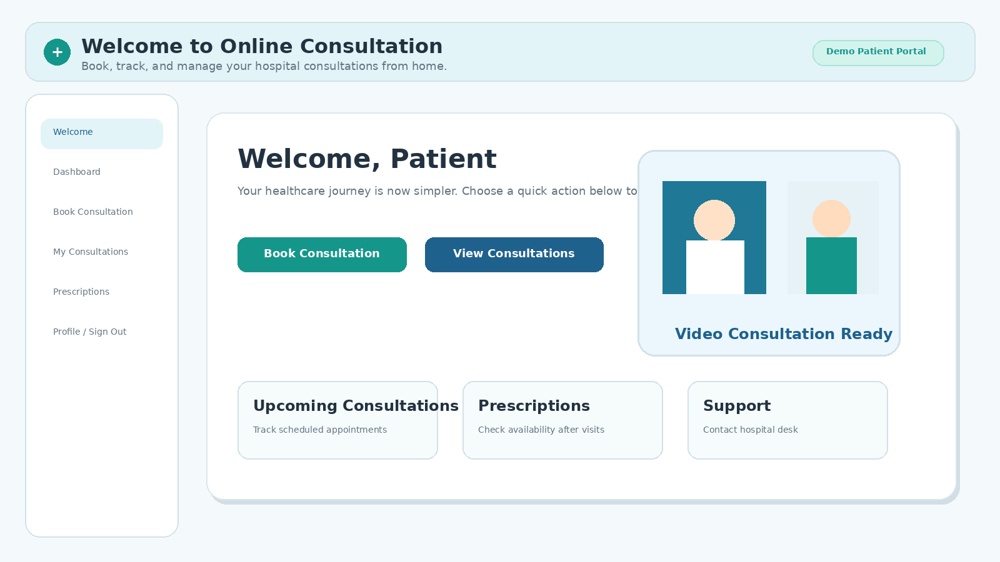 +
Welcome to Online Consultation
Book, track, and manage your hospital consultations from home.
Demo Patient Portal
Welcome
Dashboard
Book Consultation
My Consultations
Prescriptions
Profile / Sign Out
Welcome, Patient
Your healthcare journey is now simpler. Choose a quick action below to
Book Consultation
View Consultations
Video Consultation Ready
Upcoming Consultations
Track scheduled appointments
Prescriptions
Check availability after visits
Support
Contact hospital desk